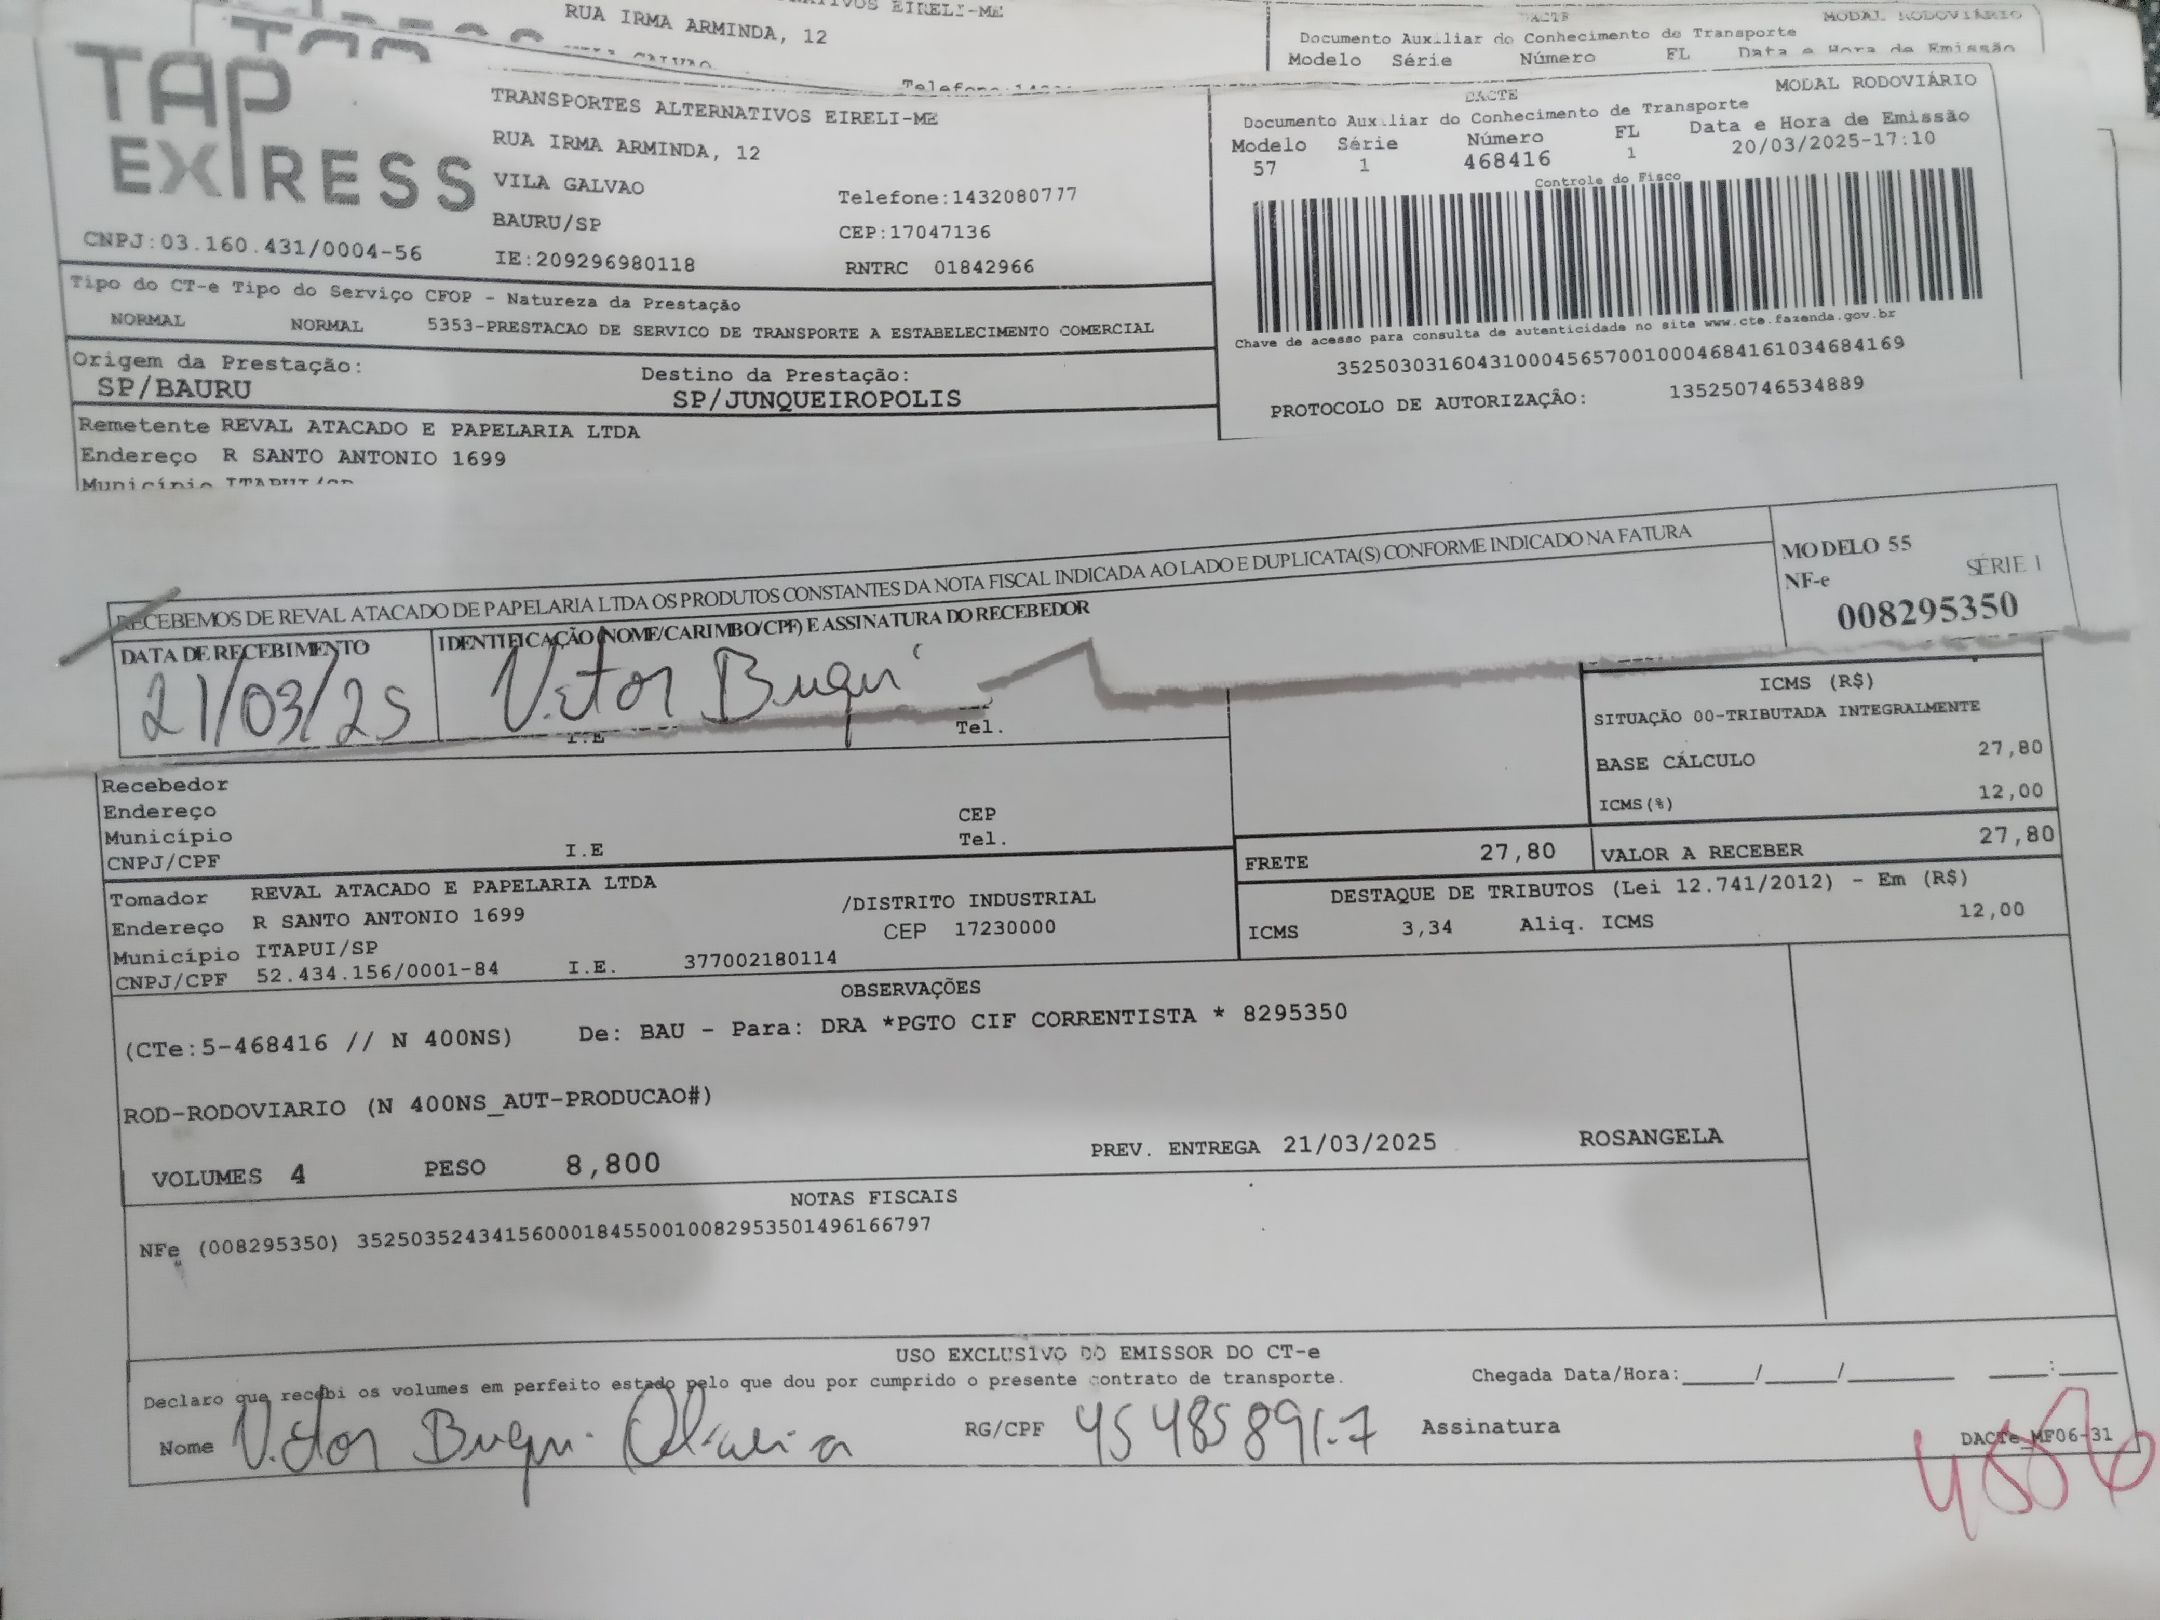 RUA IRMA ARMINDA, 12
DACTE
MODAL RODOVIÁRIO
Documento Auxiliar do Conhecimento de Transporte
Modelo Série Número FL Data e Hora de Emissão
TAP EXPRESS
CNPJ:03.160.431/0004-56
TRANSPORTES ALTERNATIVOS EIRELI-ME
RUA IRMA ARMINDA, 12
VILA GALVAO
Telefone:1432080777
BAURU/SP
CEP:17047136
IE:209296980118
RNTRC 01842966
DACTE
MODAL RODOVIÁRIO
Documento Auxiliar do Conhecimento de Transporte
Modelo Série Número FL Data e Hora de Emissão
57 1 468416 1 20/03/2025-17:10
Controle do Fisco
Chave de acesso para consulta de autenticidade no site www.cte.fazenda.gov.br
35250303160431000456570010004684161034684169
PROTOCOLO DE AUTORIZAÇÃO: 135250746534889
Tipo do CT-e Tipo do Serviço CFOP - Natureza da Prestação
NORMAL NORMAL 5353-PRESTACAO DE SERVICO DE TRANSPORTE A ESTABELECIMENTO COMERCIAL
Origem da Prestação: Destino da Prestação:
SP/BAURU SP/JUNQUEIROPOLIS
Remetente REVAL ATACADO E PAPELARIA LTDA
Endereço R SANTO ANTONIO 1699
Município ITAPUI/SP
RECEBEMOS DE REVAL ATACADO DE PAPELARIA LTDA OS PRODUTOS CONSTANTES DA NOTA FISCAL INDICADA AO LADO E DUPLICATA(S) CONFORME INDICADO NA FATURA
MODELO 55
NF-e SÉRIE 1
008295350
DATA DE RECEBIMENTO IDENTIFICAÇÃO (NOME/CARIMBO/CPF) E ASSINATURA DO RECEBEDOR
21/03/25 Victor Buqui
I.E Tel.
ICMS (R$)
SITUAÇÃO 00-TRIBUTADA INTEGRALMENTE
BASE CÁLCULO 27,80
ICMS(%) 12,00
Recebedor
Endereço CEP
Município Tel.
CNPJ/CPF I.E
FRETE 27,80 VALOR A RECEBER 27,80
DESTAQUE DE TRIBUTOS (Lei 12.741/2012) - Em (R$)
ICMS 3,34 Aliq. ICMS 12,00
Tomador REVAL ATACADO E PAPELARIA LTDA
Endereço R SANTO ANTONIO 1699 /DISTRITO INDUSTRIAL
Município ITAPUI/SP CEP 17230000
CNPJ/CPF 52.434.156/0001-84 I.E. 377002180114
OBSERVAÇÕES
(CTe:5-468416 // N 400NS) De: BAU - Para: DRA *PGTO CIF CORRENTISTA * 8295350
ROD-RODOVIARIO (N 400NS_AUT-PRODUCAO#)
VOLUMES 4 PESO 8,800 PREV. ENTREGA 21/03/2025 ROSANGELA
NOTAS FISCAIS
NFe (008295350) 35250352434156000184550010082953501496166797
USO EXCLUSIVO DO EMISSOR DO CT-e
Declaro que recebi os volumes em perfeito estado pelo que dou por cumprido o presente contrato de transporte. Chegada Data/Hora:____/____/______ ___:___
Nome Victor Buqui Oliveira RG/CPF 45485891-7 Assinatura
DACTe_MF06-31